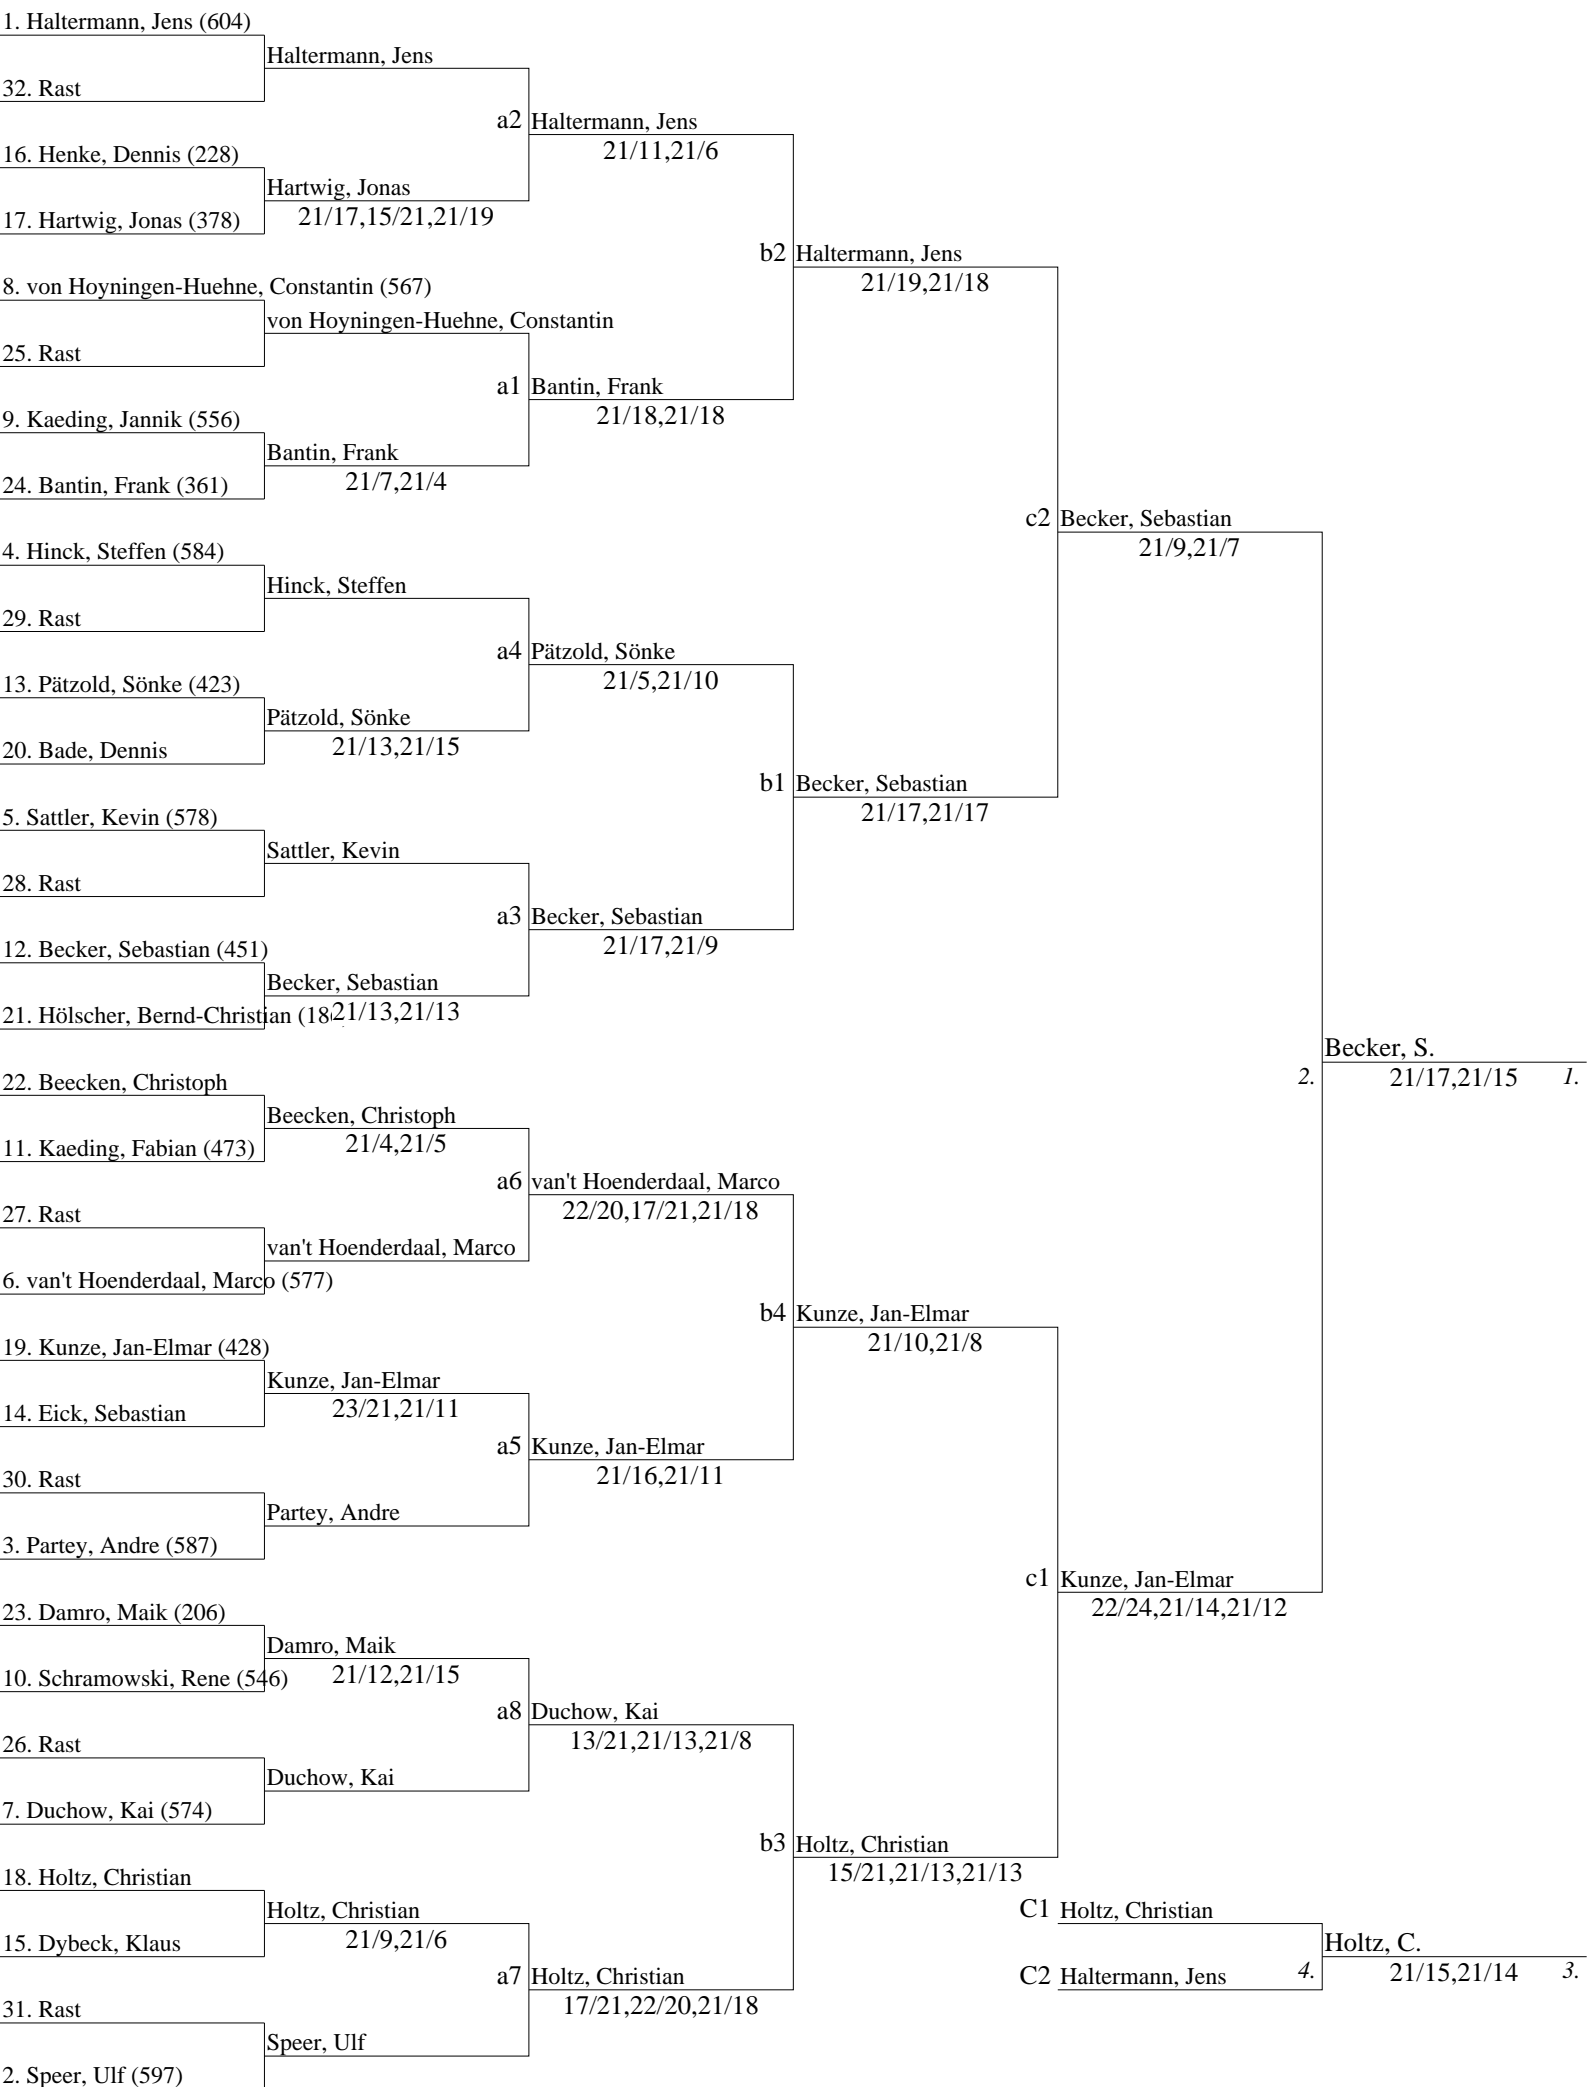 1. Haltermann, Jens (604)
Haltermann, Jens
32. Rast
a2 Haltermann, Jens
21/11,21/6
16. Henke, Dennis (228)
Hartwig, Jonas
17. Hartwig, Jonas (378)
21/17,15/21,21/19
b2 Haltermann, Jens
21/19,21/18
8. von Hoyningen-Huehne, Constantin (567)
von Hoyningen-Huehne, Constantin
25. Rast
a1 Bantin, Frank
21/18,21/18
9. Kaeding, Jannik (556)
Bantin, Frank
24. Bantin, Frank (361)
21/7,21/4
c2 Becker, Sebastian
21/9,21/7
4. Hinck, Steffen (584)
Hinck, Steffen
29. Rast
a4 Pätzold, Sönke
21/5,21/10
13. Pätzold, Sönke (423)
Pätzold, Sönke
20. Bade, Dennis
21/13,21/15
b1 Becker, Sebastian
21/17,21/17
5. Sattler, Kevin (578)
Sattler, Kevin
28. Rast
a3 Becker, Sebastian
21/17,21/9
12. Becker, Sebastian (451)
Becker, Sebastian
21. Hölscher, Bernd-Christian
21/13,21/13
Becker, S.
2. 21/17,21/15 1.
22. Beecken, Christoph
Beecken, Christoph
11. Kaeding, Fabian (473)
21/4,21/5
a6 van't Hoenderdaal, Marco
22/20,17/21,21/18
27. Rast
van't Hoenderdaal, Marco
6. van't Hoenderdaal, Marco (577)
b4 Kunze, Jan-Elmar
21/10,21/8
19. Kunze, Jan-Elmar (428)
Kunze, Jan-Elmar
14. Eick, Sebastian
23/21,21/11
a5 Kunze, Jan-Elmar
21/16,21/11
30. Rast
Partey, Andre
3. Partey, Andre (587)
c1 Kunze, Jan-Elmar
22/24,21/14,21/12
23. Damro, Maik (206)
Damro, Maik
10. Schramowski, Rene (546)
21/12,21/15
a8 Duchow, Kai
13/21,21/13,21/8
26. Rast
Duchow, Kai
7. Duchow, Kai (574)
b3 Holtz, Christian
15/21,21/13,21/13
18. Holtz, Christian
Holtz, Christian
15. Dybeck, Klaus
21/9,21/6
a7 Holtz, Christian
17/21,22/20,21/18
31. Rast
Speer, Ulf
2. Speer, Ulf (597)
C1 Holtz, Christian
Holtz, C.
C2 Haltermann, Jens
4. 21/15,21/14 3.